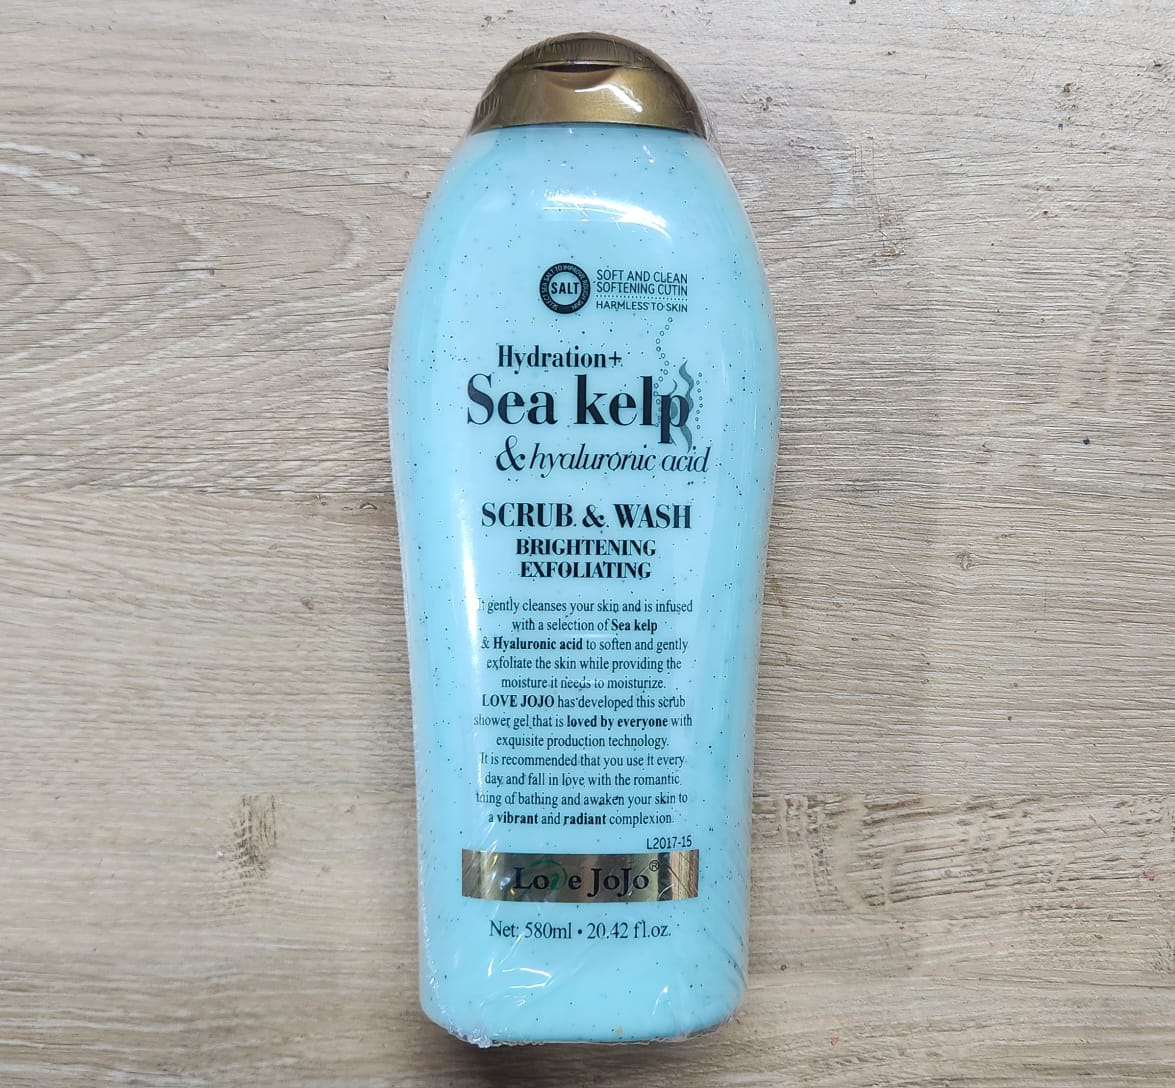 SALT
SOFT AND CLEAN
SOFTENING CUTIN
HARMLESS TO SKIN
Hydration+
Sea kelp
& hyaluronic acid
SCRUB & WASH
BRIGHTENING
EXFOLIATING
It gently cleanses your skin and is infused
with a selection of Sea kelp
& Hyaluronic acid to soften and gently
exfoliate the skin while providing the
moisture it needs to moisturize.
LOVE JOJO has developed this scrub
shower gel that is loved by everyone with
exquisite production technology.
It is recommended that you use it every
day and fall in love with the romantic
thing of bathing and awaken your skin to
a vibrant and radiant complexion.
L2017-15
Love JoJo®
Net: 580ml • 20.42 fl.oz.